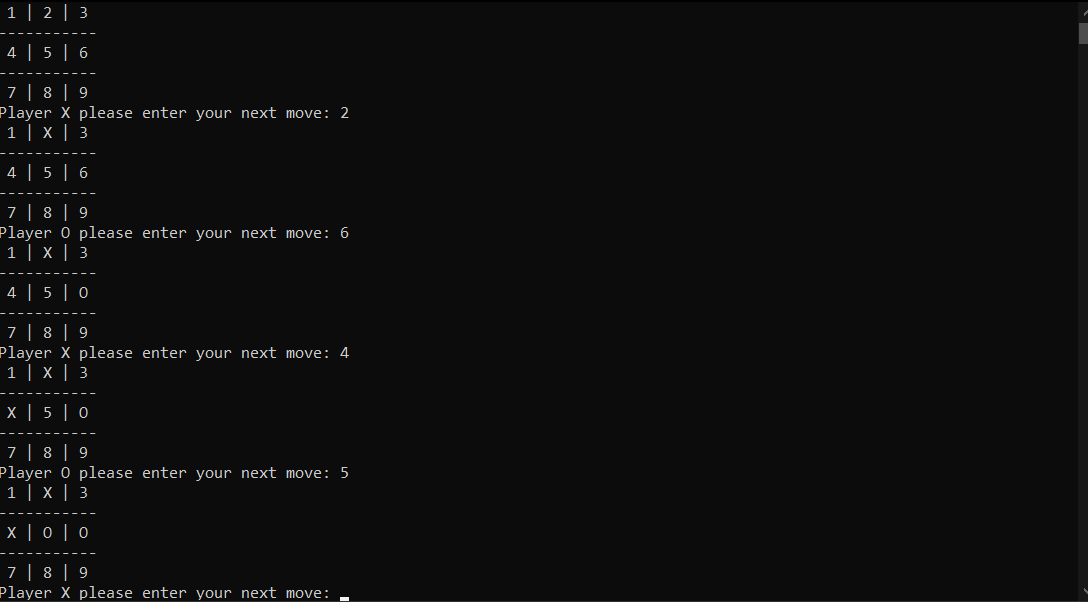 1 | 2 | 3
-----------
4 | 5 | 6
-----------
7 | 8 | 9
Player X please enter your next move: 2
1 | X | 3
-----------
4 | 5 | 6
-----------
7 | 8 | 9
Player O please enter your next move: 6
1 | X | 3
-----------
4 | 5 | O
-----------
7 | 8 | 9
Player X please enter your next move: 4
1 | X | 3
-----------
X | 5 | O
-----------
7 | 8 | 9
Player O please enter your next move: 5
1 | X | 3
-----------
X | O | O
-----------
7 | 8 | 9
Player X please enter your next move: